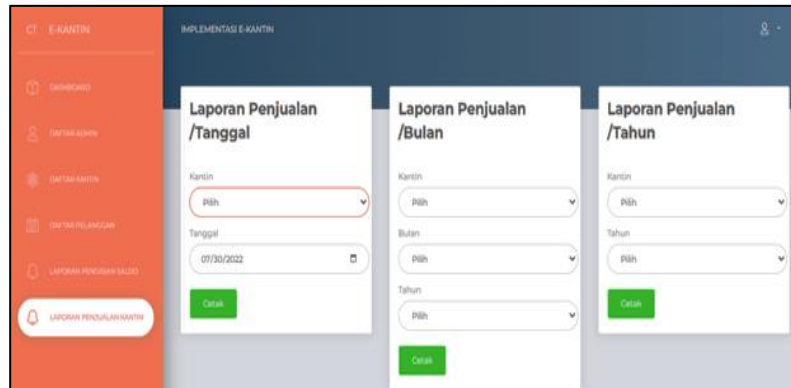 CT E-KANTIN
DASHBOARD
DAFTAR ADMIN
DAFTAR KANTIN
DAFTAR PELANGGAN
LAPORAN PENGISIAN SALDO
LAPORAN PENJUALAN KANTIN
IMPLEMENTASI E-KANTIN
Laporan Penjualan
/Tanggal
Kantin
Pilih
Tanggal
07/30/2022
Cetak
Laporan Penjualan
/Bulan
Kantin
Pilih
Bulan
Pilih
Tahun
Pilih
Cetak
Laporan Penjualan
/Tahun
Kantin
Pilih
Tahun
Pilih
Cetak